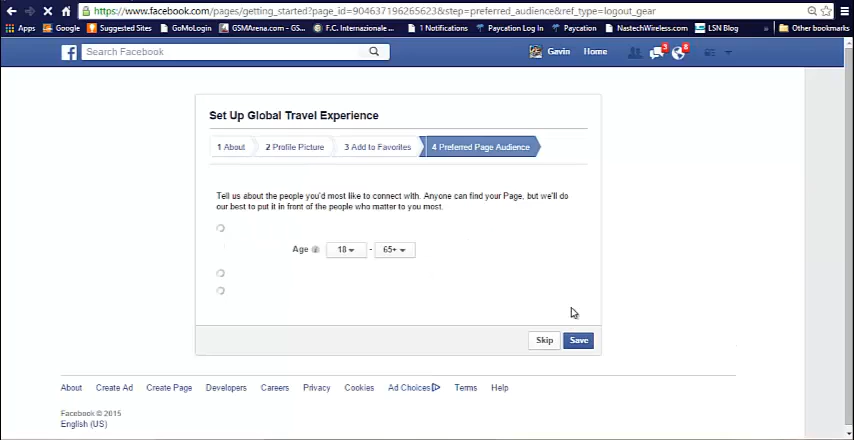 https://www.facebook.com/pages/getting_started?page_id=904637196265623&step=preferred_audience&ref_type=logout_gear
Apps Google Suggested Sites GoMoLogin GSMArena.com - GS... F.C. Internazionale ... 1 Notifications Paycation Log In Paycation NastechWireless.com LSN Blog » Other bookmarks
f Search Facebook Gavin Home
Set Up Global Travel Experience
1 About 2 Profile Picture 3 Add to Favorites 4 Preferred Page Audience
Tell us about the people you'd most like to connect with. Anyone can find your Page, but we'll do
our best to put it in front of the people who matter to you most.
Age 18 - 65+
Skip Save
About Create Ad Create Page Developers Careers Privacy Cookies Ad Choices Terms Help
Facebook © 2015
English (US)